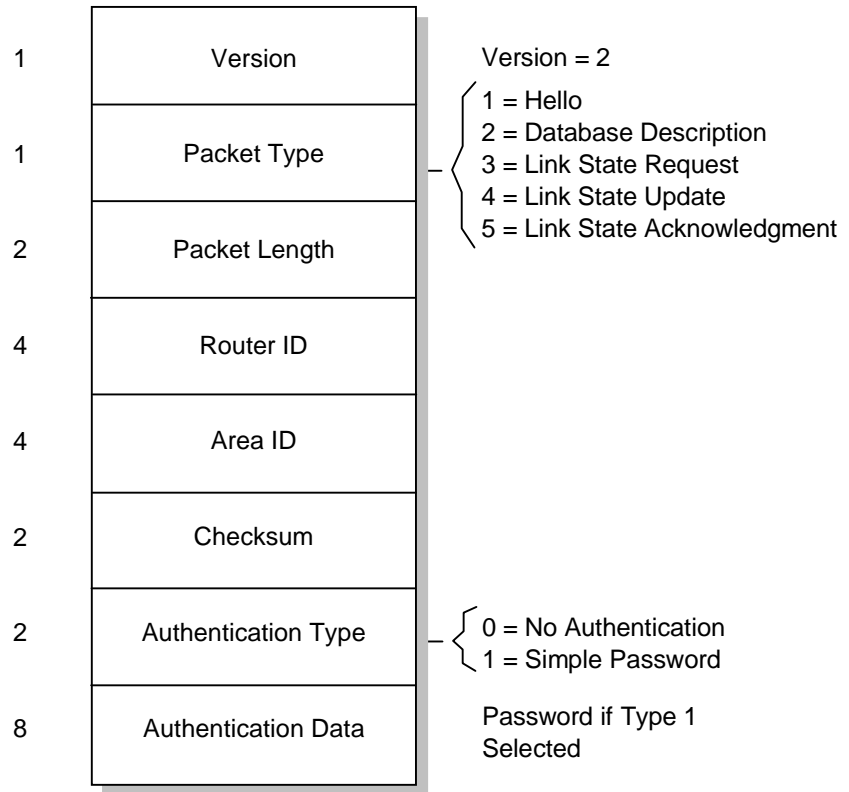 1 Version Version = 2
1 Packet Type
1 = Hello
2 = Database Description
3 = Link State Request
4 = Link State Update
5 = Link State Acknowledgment
2 Packet Length
4 Router ID
4 Area ID
2 Checksum
2 Authentication Type
0 = No Authentication
1 = Simple Password
8 Authentication Data
Password if Type 1
Selected